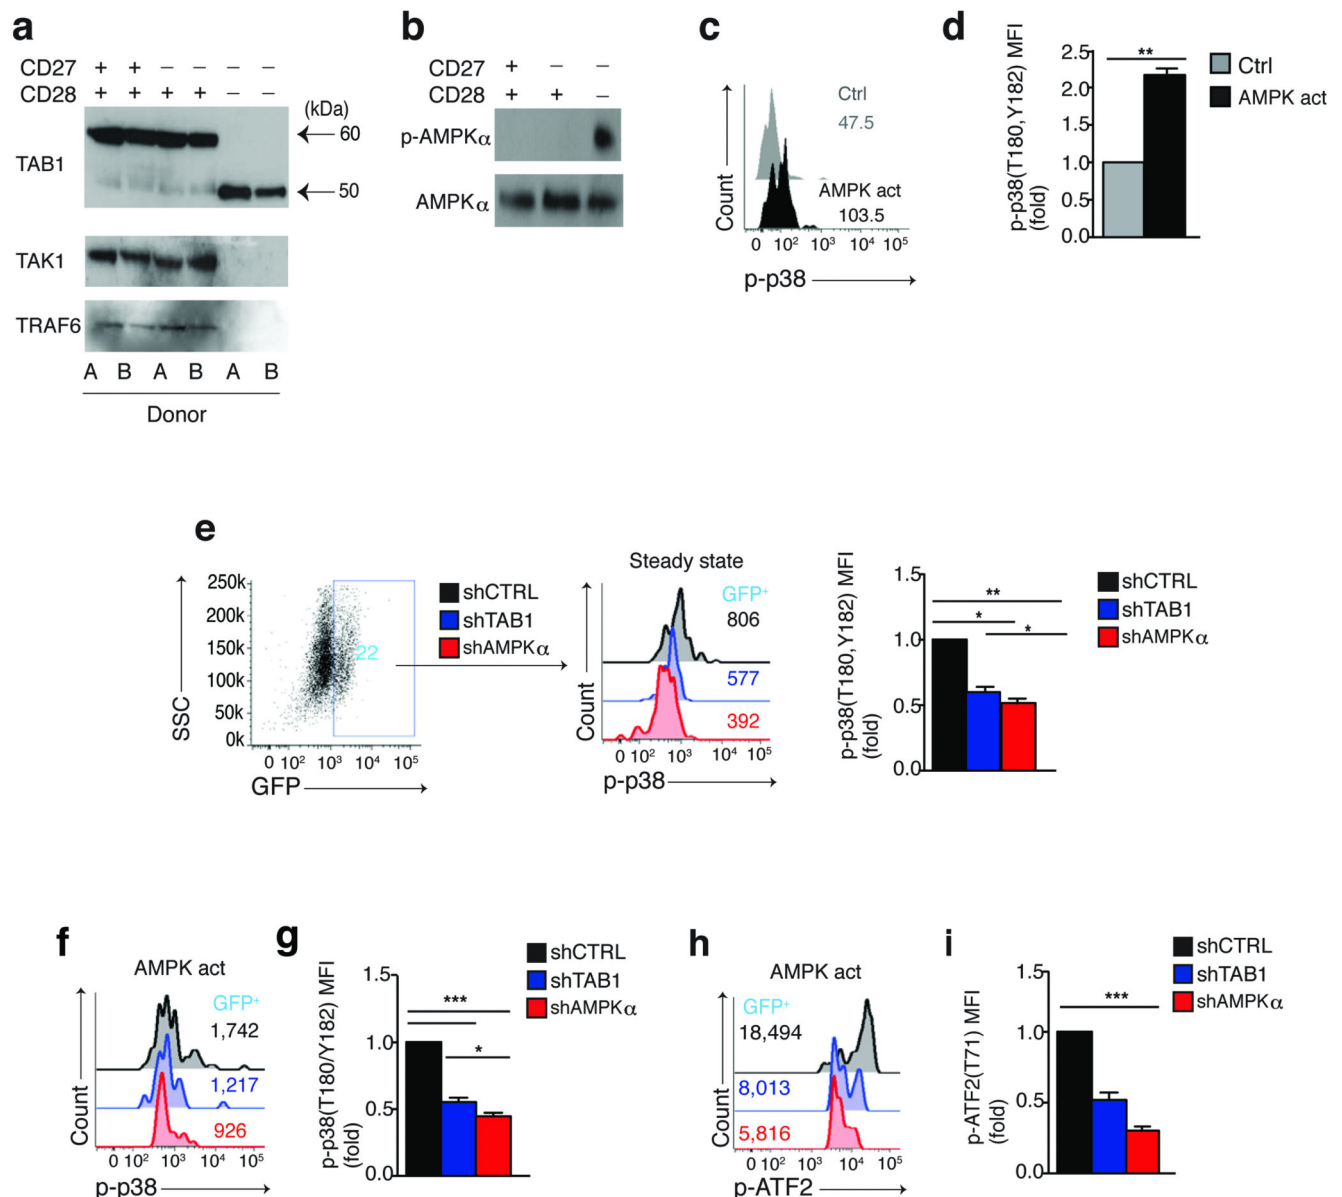 a
CD27 + + – – – –
CD28 + + + + – –
(kDa)
TAB1
60
50
TAK1
TRAF6
A B A B A B
Donor
b
CD27 + – –
CD28 + + –
p-AMPKα
AMPKα
c
Ctrl
47.5
AMPK act
103.5
Count
0 10² 10³ 10⁴ 10⁵
p-p38
d
p-p38(T180,Y182) MFI
(fold)
2.5
2.0
1.5
1.0
0.5
0.0
**
Ctrl
AMPK act
e
SSC
250k
200k
150k
100k
50k
0k
22
0 10² 10³ 10⁴ 10⁵
GFP
shCTRL
shTAB1
shAMPKα
Steady state
GFP⁺
806
577
392
Count
0 10² 10³ 10⁴ 10⁵
p-p38
p-p38(T180,Y182) MFI
(fold)
1.5
1.0
0.5
0.0
**
*
*
shCTRL
shTAB1
shAMPKα
f
AMPK act
GFP⁺
1,742
1,217
926
Count
0 10² 10³ 10⁴ 10⁵
p-p38
g
p-p38(T180/Y182) MFI
(fold)
1.5
1.0
0.5
0.0
***
*
shCTRL
shTAB1
shAMPKα
h
AMPK act
GFP⁺
18,494
8,013
5,816
Count
0 10² 10³ 10⁴ 10⁵
p-ATF2
i
p-ATF2(T71) MFI
(fold)
1.5
1.0
0.5
0.0
***
shCTRL
shTAB1
shAMPKα